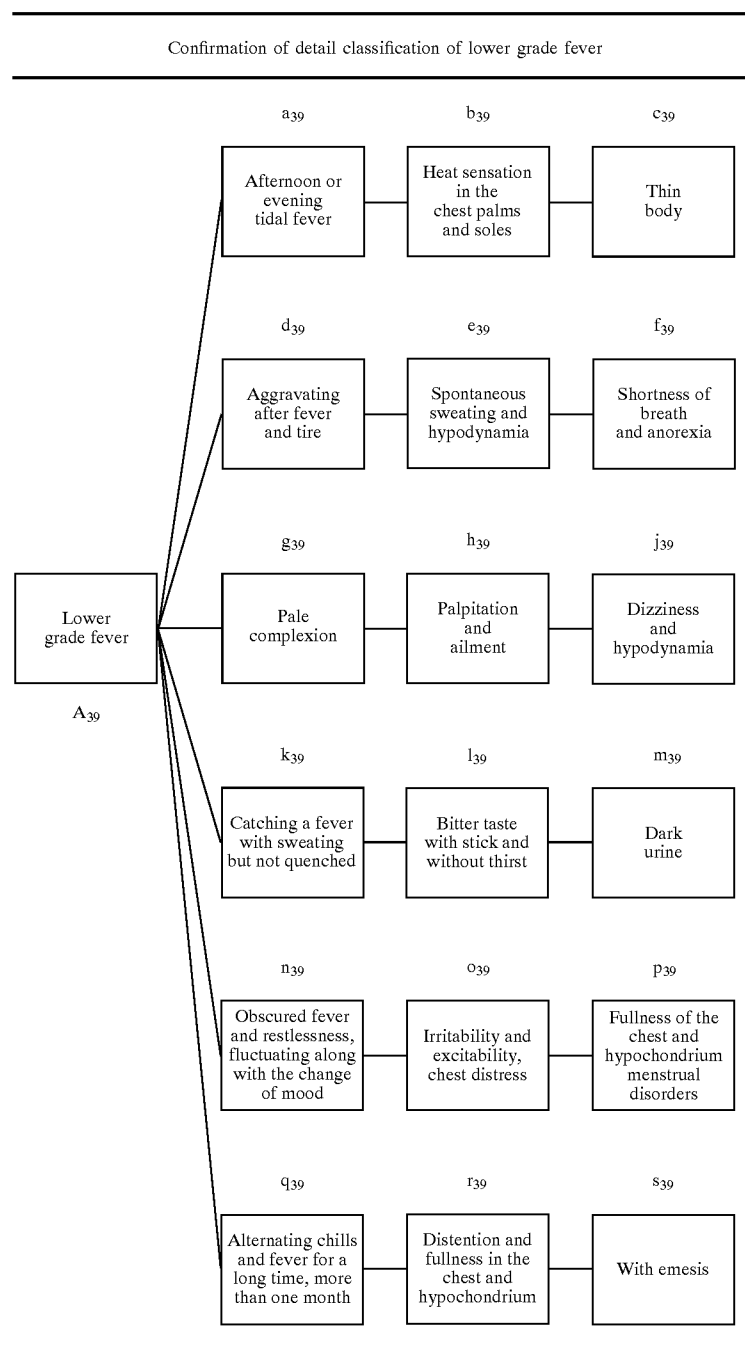 Confirmation of detail classification of lower grade fever
a39
b39
c39
Afternoon or
evening
tidal fever
Heat sensation
in the
chest palms
and soles
Thin
body
d39
e39
f39
Aggravating
after fever
and tire
Spontaneous
sweating and
hypodynamia
Shortness of
breath
and anorexia
g39
h39
j39
Lower
grade fever
A39
Pale
complexion
Palpitation
and
ailment
Dizziness
and
hypodynamia
k39
l39
m39
Catching a fever
with sweating
but not quenched
Bitter taste
with stick and
without thirst
Dark
urine
n39
o39
p39
Obscured fever
and restlessness,
fluctuating along
with the change
of mood
Irritability and
excitability,
chest distress
Fullness of the
chest and
hypochondrium
menstrual
disorders
q39
r39
s39
Alternating chills
and fever for a
long time, more
than one month
Distention and
fullness in the
chest and
hypochondrium
With emesis